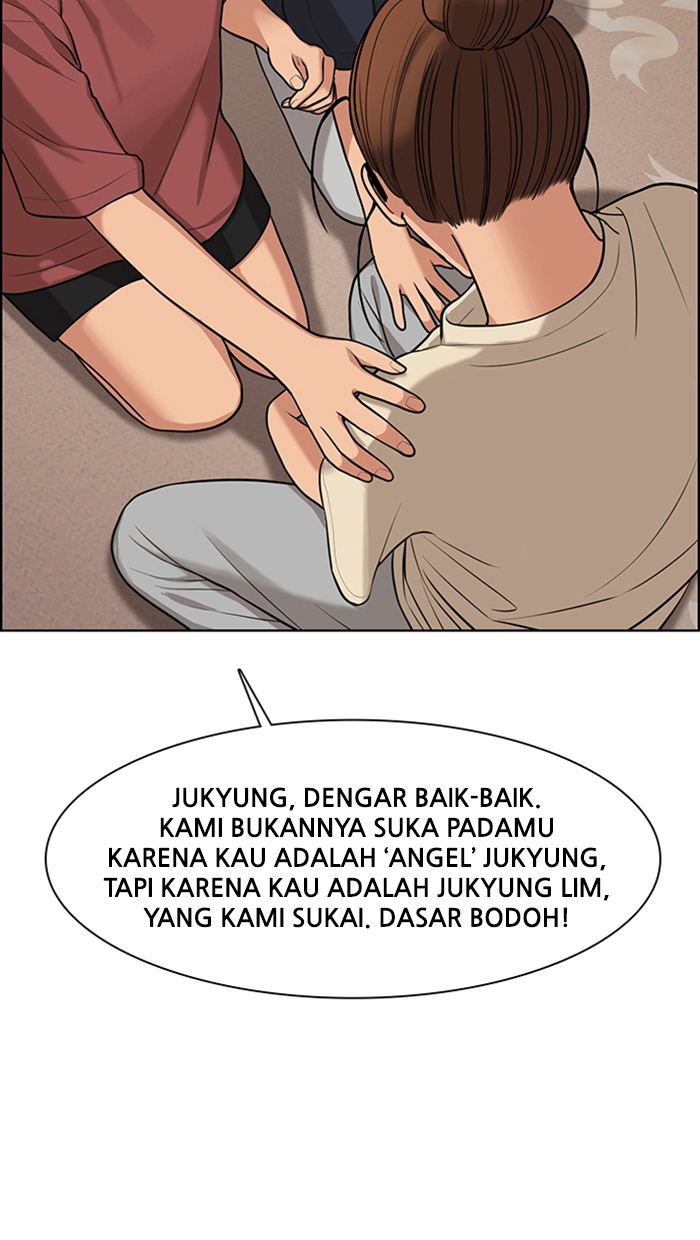 JUKYUNG, DENGAR BAIK-BAIK.
KAMI BUKANNYA SUKA PADAMU
KARENA KAU ADALAH ‘ANGEL’ JUKYUNG,
TAPI KARENA KAU ADALAH JUKYUNG LIM,
YANG KAMI SUKAI. DASAR BODOH!